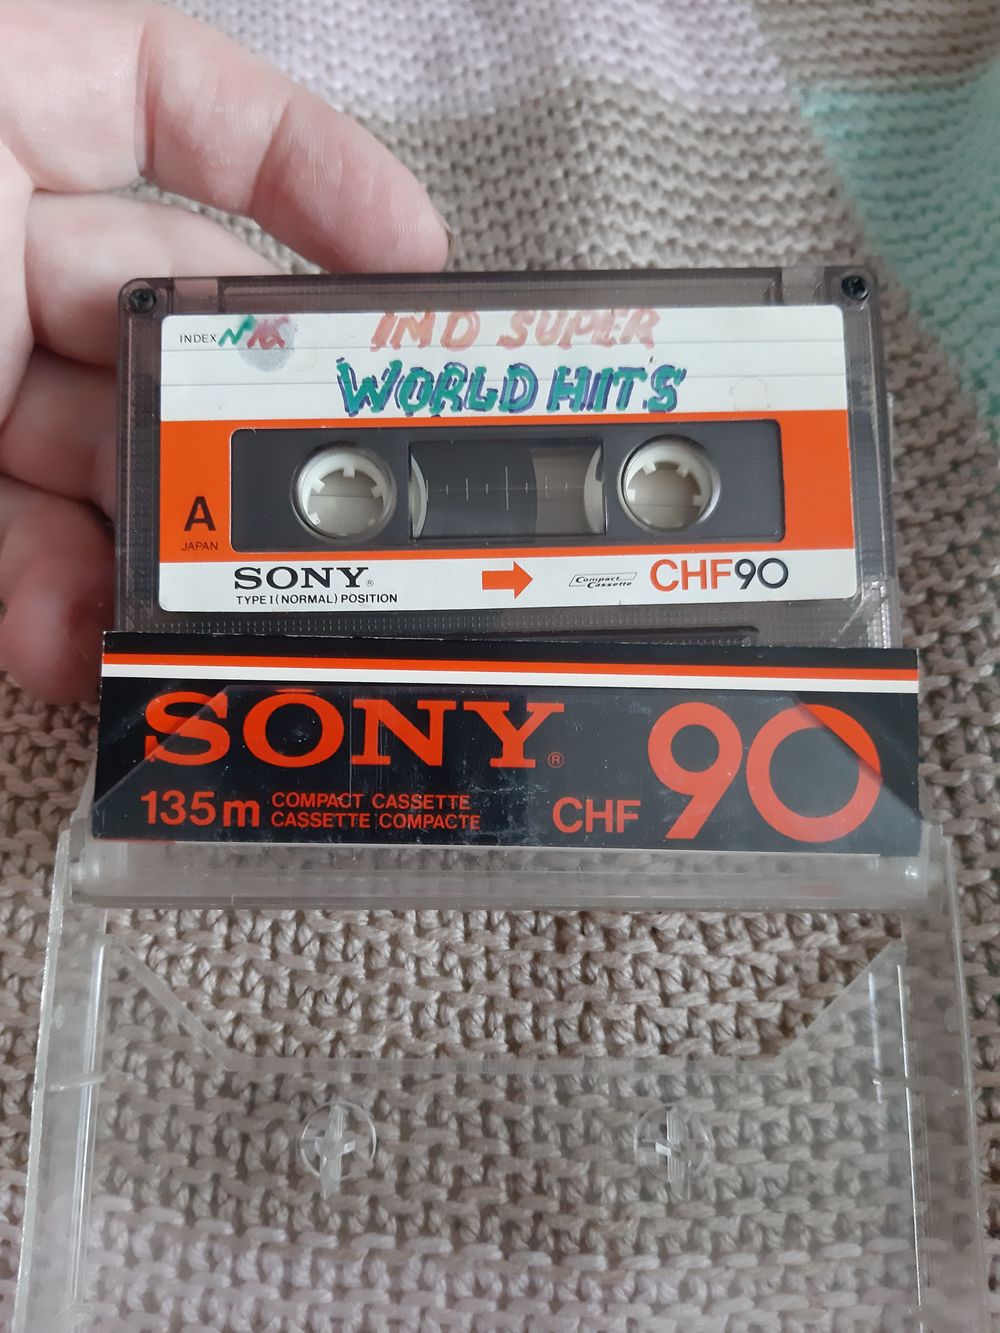 INDEX
IMD SUPER
WORLD HITS
A
JAPAN
SONY®
TYPE I (NORMAL) POSITION
Compact Cassette
CHF90
SONY®
90
135m COMPACT CASSETTE
CASSETTE COMPACTE
CHF